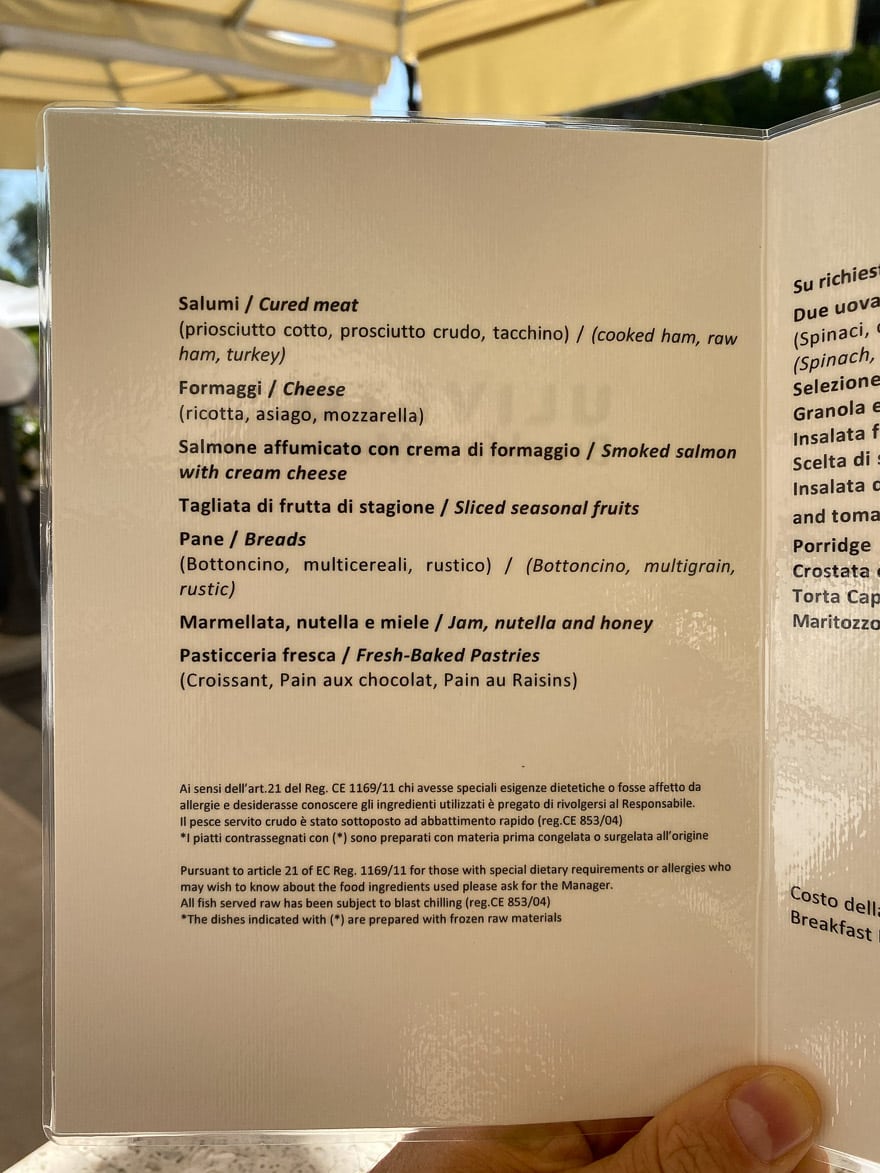 Salumi / Cured meat
(priosciutto cotto, prosciutto crudo, tacchino) / (cooked ham, raw
ham, turkey)
Formaggi / Cheese
(ricotta, asiago, mozzarella)
Salmone affumicato con crema di formaggio / Smoked salmon
with cream cheese
Tagliata di frutta di stagione / Sliced seasonal fruits
Pane / Breads
(Bottoncino, multicereali, rustico) / (Bottoncino, multigrain,
rustic)
Marmellata, nutella e miele / Jam, nutella and honey
Pasticceria fresca / Fresh-Baked Pastries
(Croissant, Pain aux chocolat, Pain au Raisins)
Ai sensi dell’art.21 del Reg. CE 1169/11 chi avesse speciali esigenze dietetiche o fosse affetto da
allergie e desiderasse conoscere gli ingredienti utilizzati è pregato di rivolgersi al Responsabile.
Il pesce servito crudo è stato sottoposto ad abbattimento rapido (reg.CE 853/04)
*I piatti contrassegnati con (*) sono preparati con materia prima congelata o surgelata all’origine
Pursuant to article 21 of EC Reg. 1169/11 for those with special dietary requirements or allergies who
may wish to know about the food ingredients used please ask for the Manager.
All fish served raw has been subject to blast chilling (reg.CE 853/04)
*The dishes indicated with (*) are prepared with frozen raw materials
Su
Due uova
(Spinaci,
(Spinach,
Selezione
Granola e
Insalata
Scelta di
Insalata
and
Porridge
Crostata
Torta
Maritozzo
Costo
Breakfast